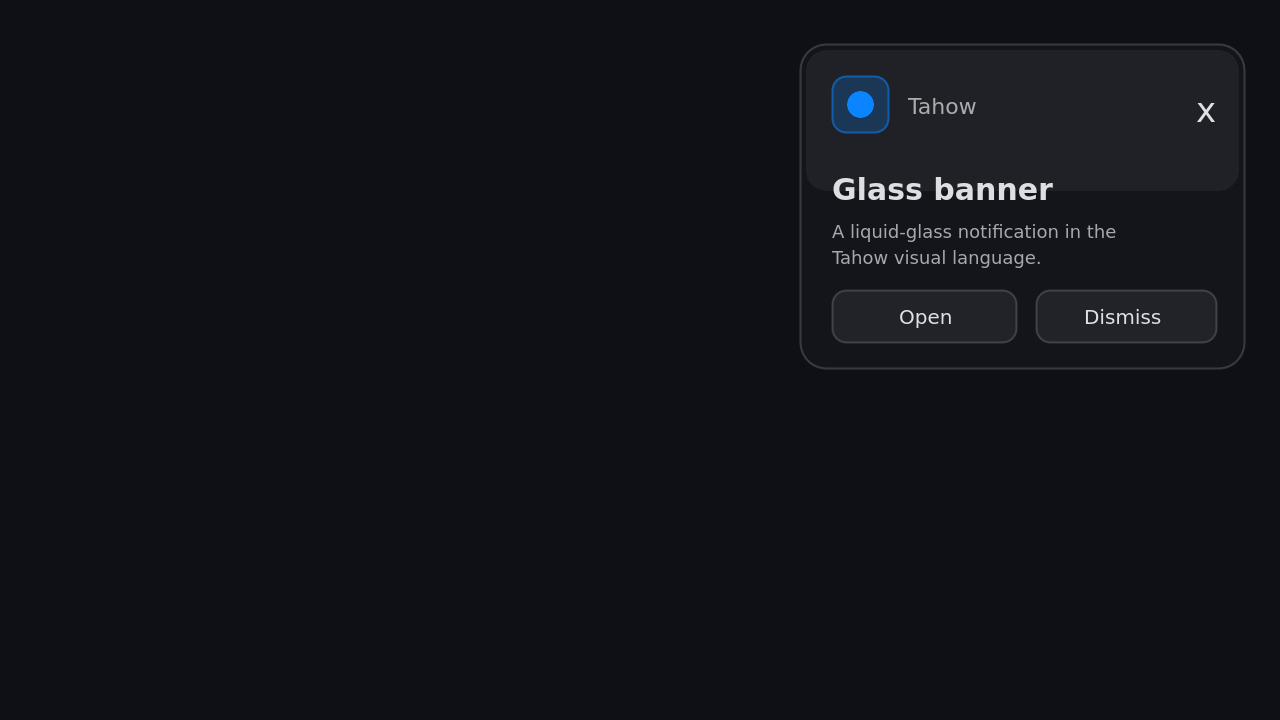 Tahow
x
Glass banner
A liquid-glass notification in the
Tahow visual language.
Open
Dismiss